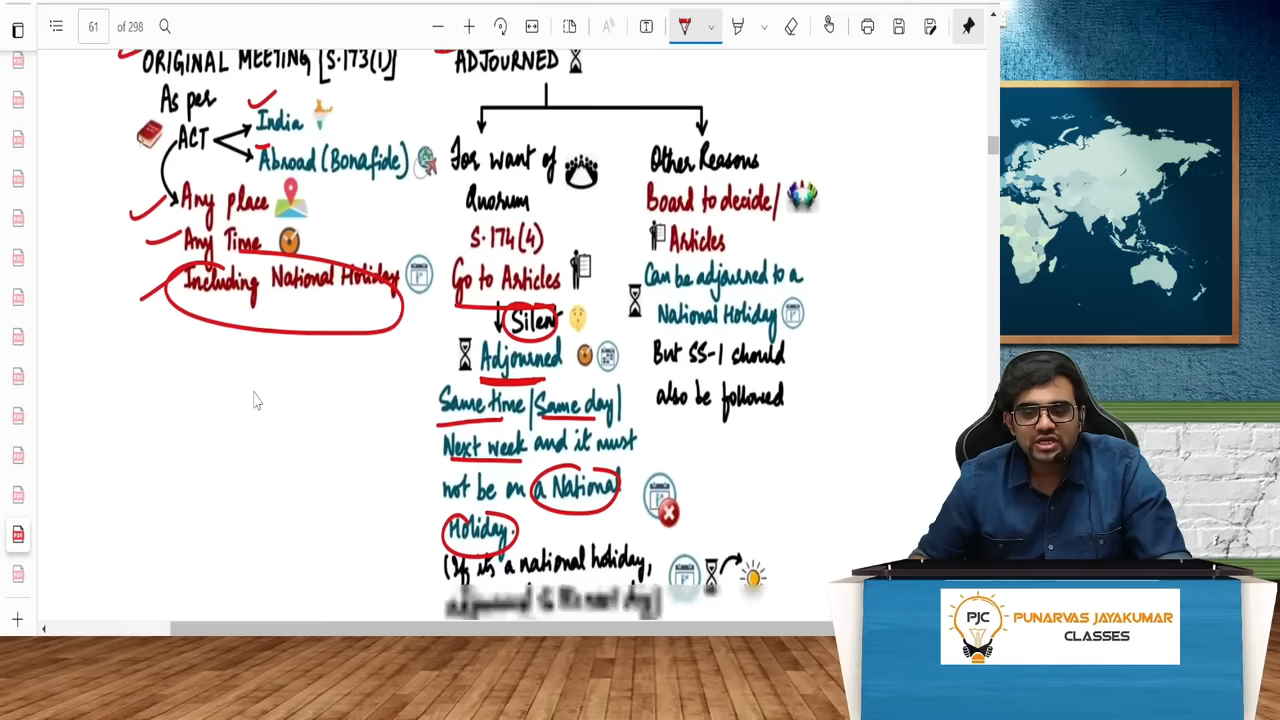 61 of 298
ORIGINAL MEETING [S.173(1)]
As per
ACT
India
Abroad (Bonafide)
Any place
Any Time
Including National Holiday
ADJOURNED
For want of
Quorum
S.174(4)
Go to Articles
Silent
Adjourned
Same time/Same day/
Next week and it must
not be on a National
Holiday.
(If its a national holiday,
Other Reasons
Board to decide/
Articles
Can be adjourned to a
National Holiday
But SS-1 should
also be followed
PJC
PUNARVAS JAYAKUMAR
CLASSES